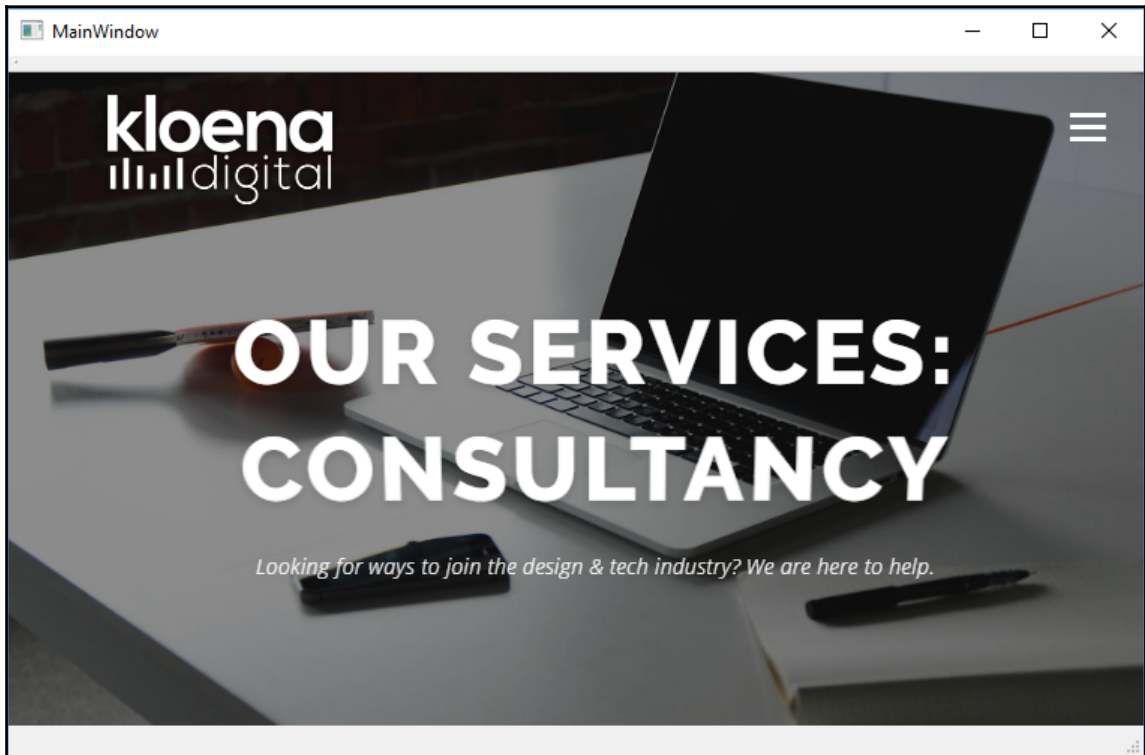 MainWindow
kloena
digital
OUR SERVICES:
CONSULTANCY
Looking for ways to join the design & tech industry? We are here to help.